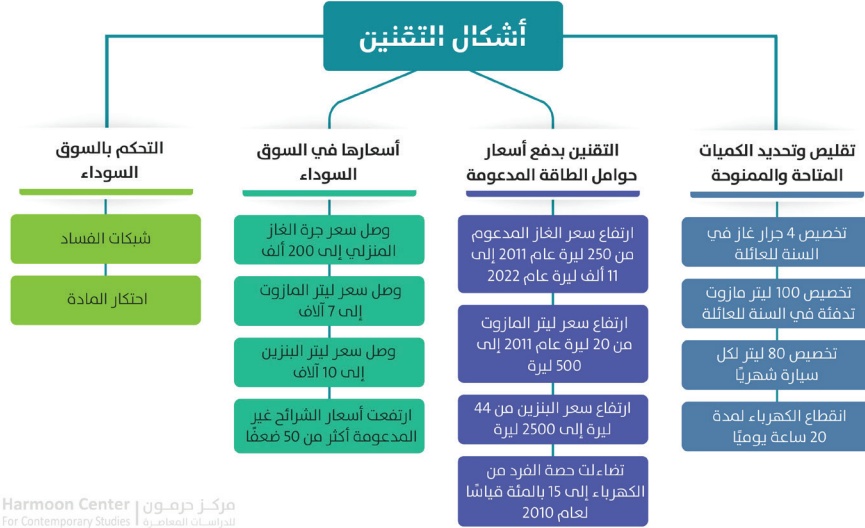 أشكال التقنين
تقليص وتحديد الكميات
المتاحة والممنوحة
تخصيص 4 جرار غاز في
السنة للعائلة
تخصيص 100 ليتر مازوت
تدفئة في السنة للعائلة
تخصيص 80 ليتر لكل
سيارة شهريًا
انقطاع الكهرباء لمدة
20 ساعة يوميًا
التقنين بدفع أسعار
حوامل الطاقة المدعومة
ارتفاع سعر الغاز المدعوم
من 250 ليرة عام 2011 إلى
11 ألف ليرة عام 2022
ارتفاع سعر ليتر المازوت
من 20 ليرة عام 2011 إلى
500 ليرة
ارتفاع سعر البنزين من 44
ليرة إلى 2500 ليرة
تضاءلت حصة الفرد من
الكهرباء إلى 15 بالمئة قياسًا
لعام 2010
أسعارها في السوق
السوداء
وصل سعر جرة الغاز
المنزلي إلى 200 ألف
وصل سعر ليتر المازوت
إلى 7 آلاف
وصل سعر ليتر البنزين
إلى 10 آلاف
ارتفعت أسعار الشرائح غير
المدعومة أكثر من 50 ضعفًا
التحكم بالسوق
السوداء
شبكات الفساد
احتكار المادة
مركز حرمون
للدراسات المعاصرة
Harmoon Center
For Contemporary Studies